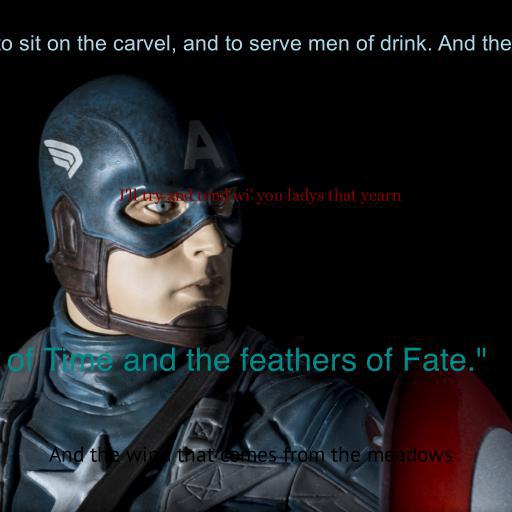 to sit on the carvel, and to serve men of drink. And the
A
I'll try and tend wi' you ladys that yearn
of Time and the feathers of Fate."
And the wind that comes from the meadows